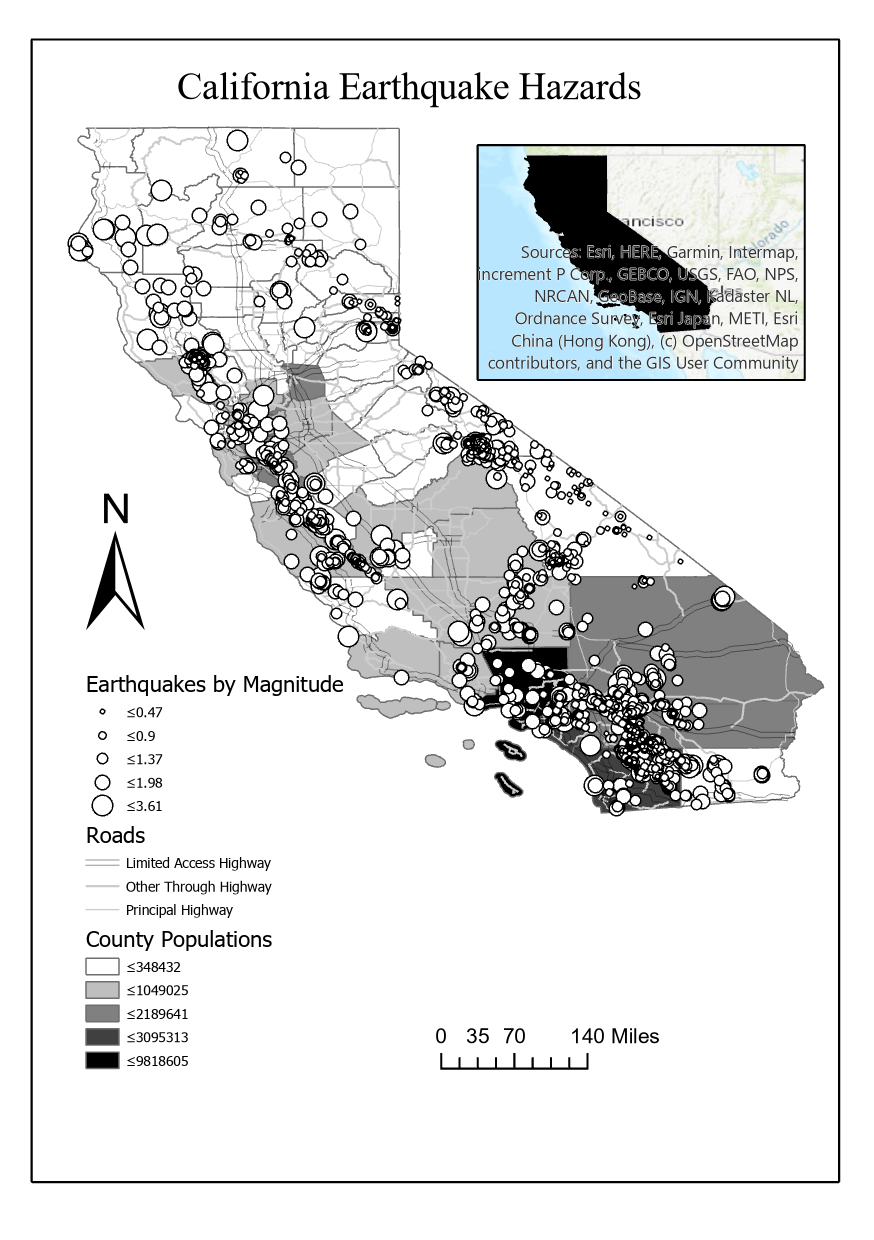 California Earthquake Hazards
ancisco
Colorado
Sources: Esri, HERE, Garmin, Intermap,
increment P Corp., GEBCO, USGS, FAO, NPS,
NRCAN, GeoBase, IGN, Kadaster NL,
Ordnance Survey, Esri Japan, METI, Esri
China (Hong Kong), (c) OpenStreetMap
contributors, and the GIS User Community
N
Earthquakes by Magnitude
≤0.47
≤0.9
≤1.37
≤1.98
≤3.61
Roads
Limited Access Highway
Other Through Highway
Principal Highway
County Populations
≤348432
≤1049025
≤2189641
≤3095313
≤9818605
0 35 70 140 Miles